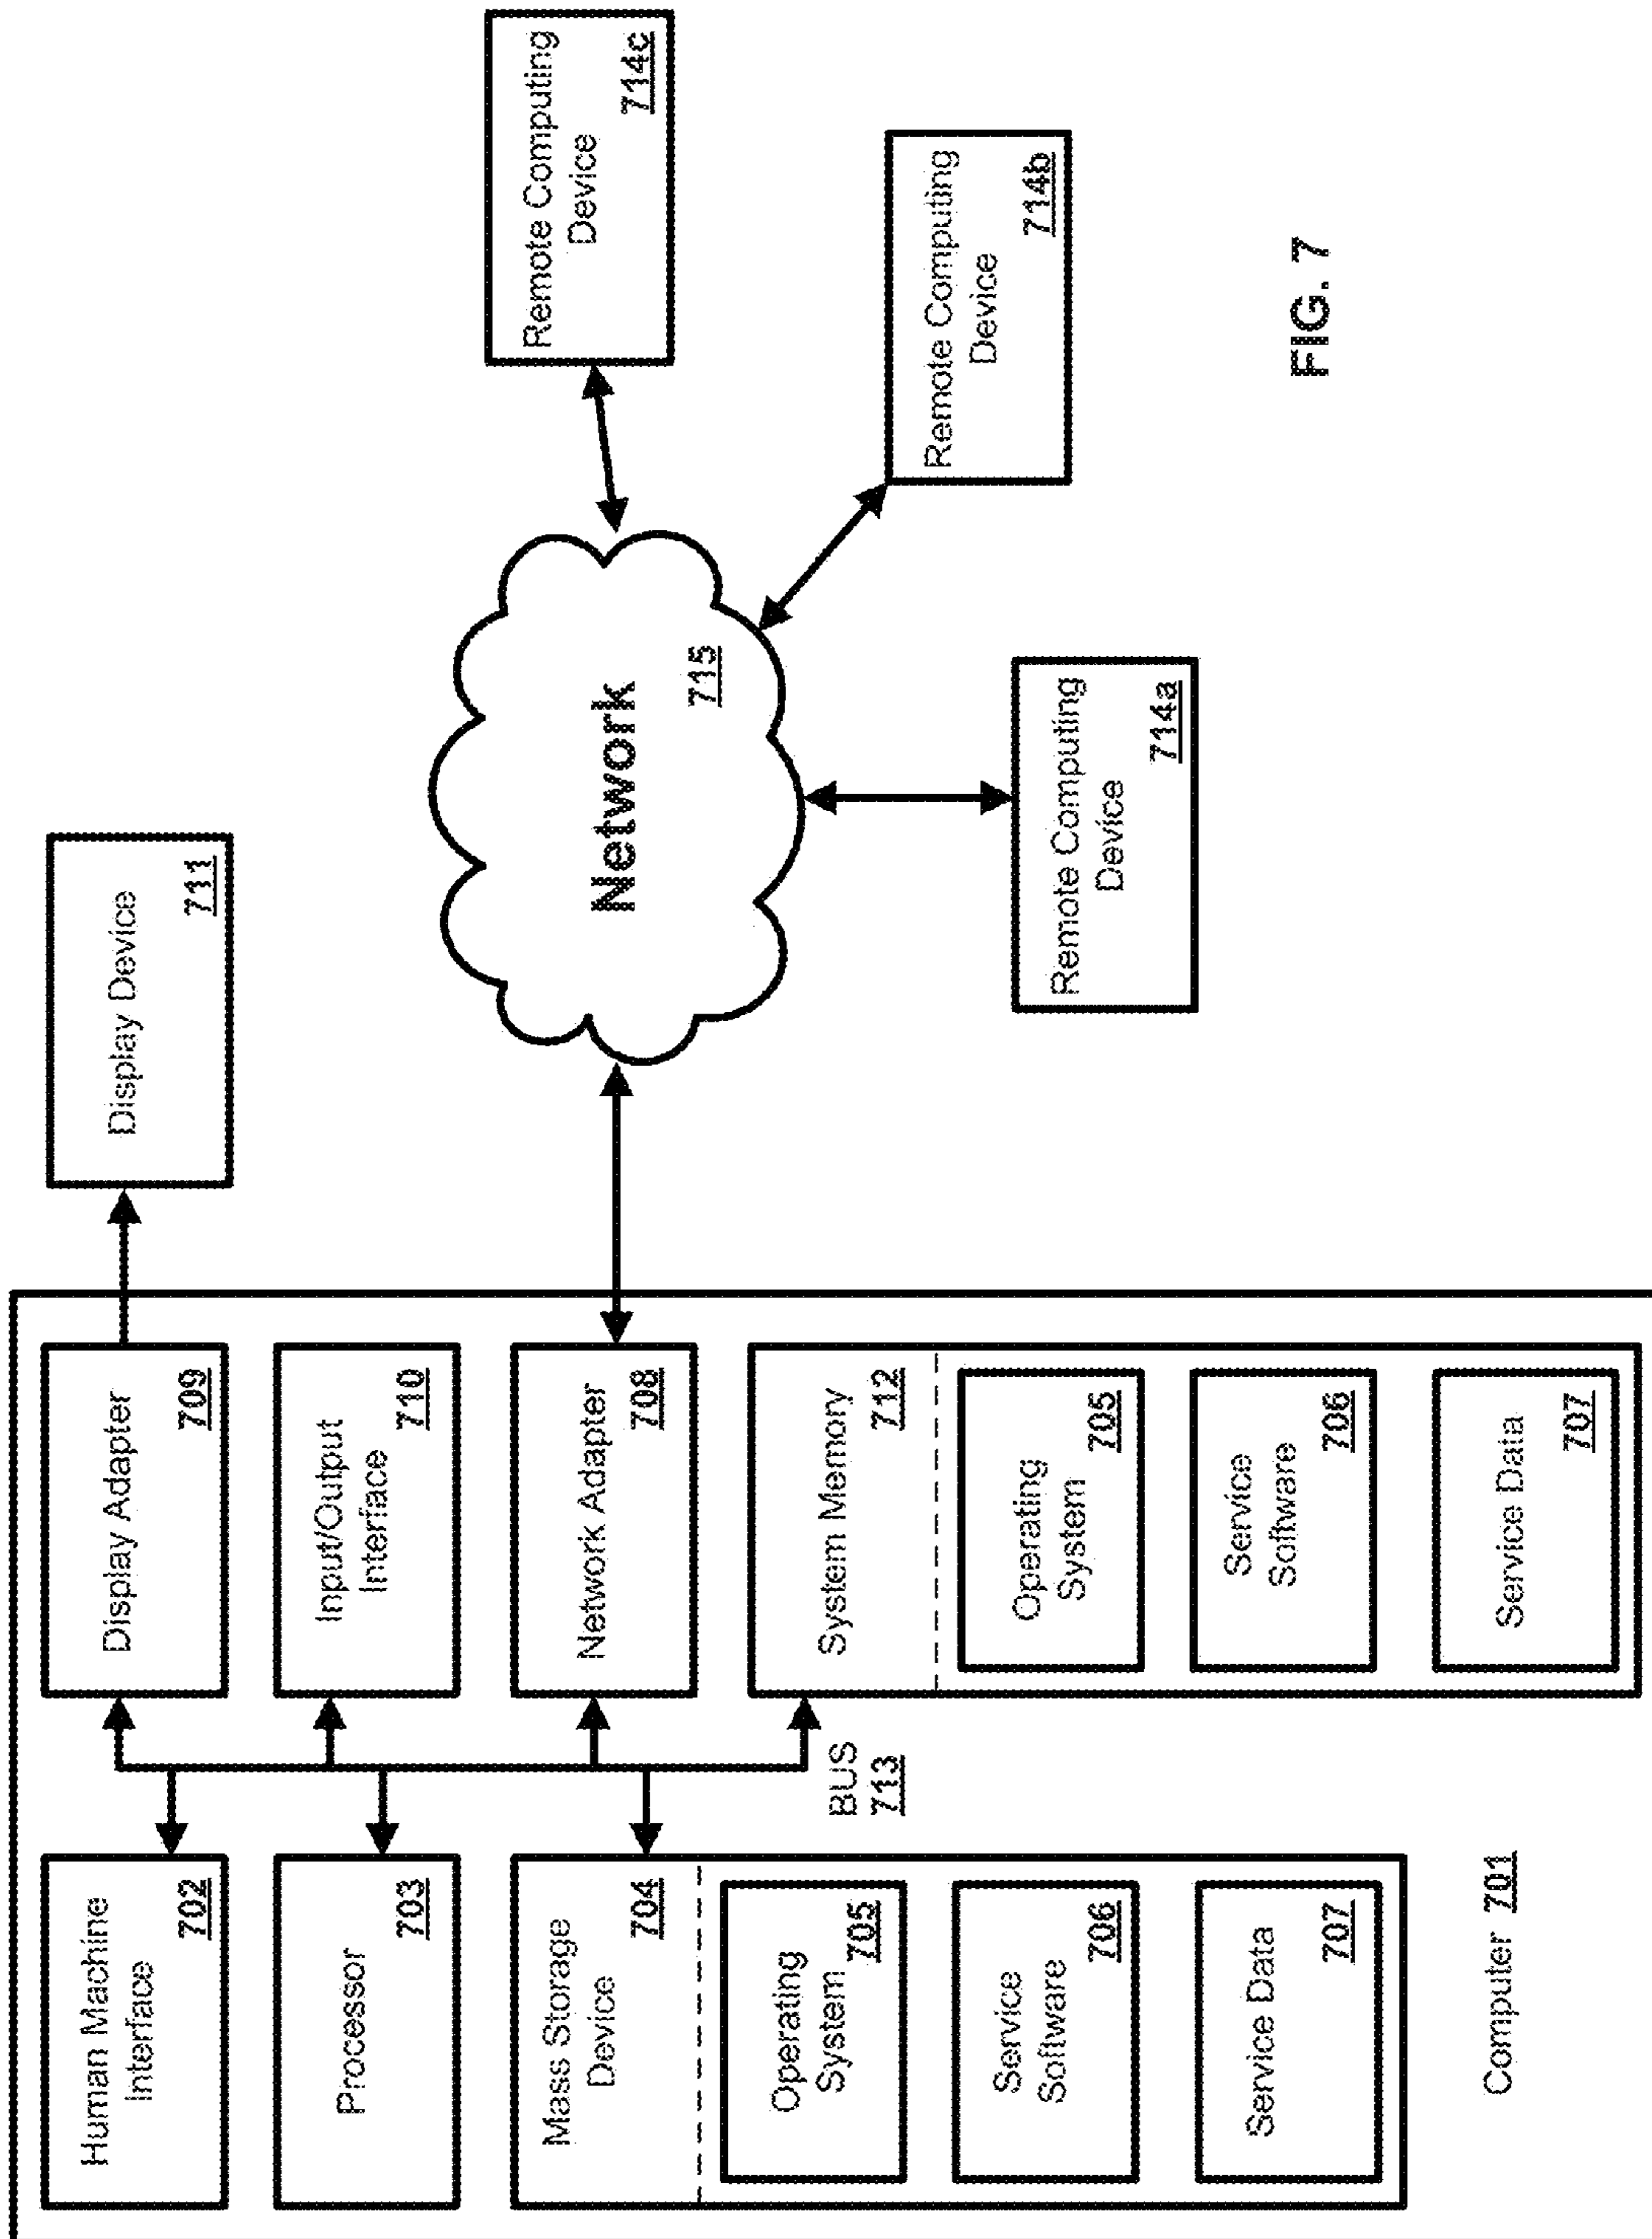 Human Machine
Interface
702
Processor
703
Mass Storage
Device
704
Operating
System
705
Service
Software
706
Service Data
707
Computer 701
BUS
713
Display Adapter
709
Input/Output
Interface
710
Network Adapter
708
System Memory
712
Operating
System
705
Service
Software
706
Service Data
707
Display Device
711
Network
715
Remote Computing
Device
714a
Remote Computing
Device
714b
Remote Computing
Device
714c
FIG. 7